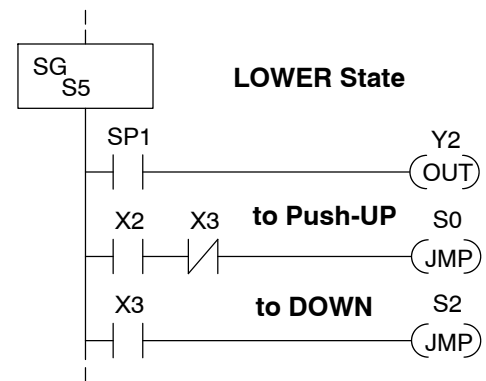 SG
S5
LOWER State
SP1
Y2
OUT
X2
X3
to Push-UP
S0
JMP
X3
to DOWN
S2
JMP